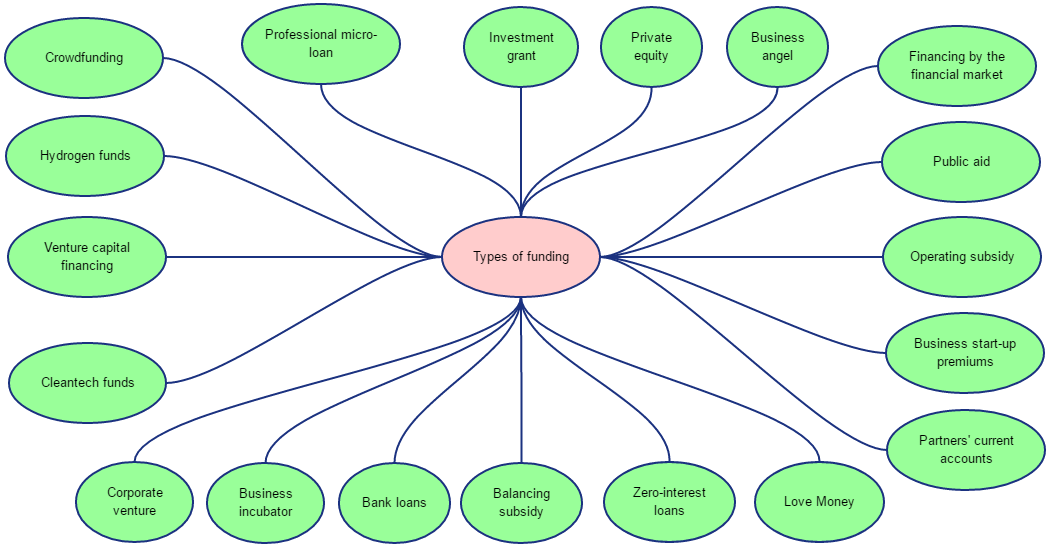 Crowdfunding
Professional micro-
loan
Investment
grant
Private
equity
Business
angel
Financing by the
financial market
Hydrogen funds
Public aid
Venture capital
financing
Types of funding
Operating subsidy
Cleantech funds
Business start-up
premiums
Partners' current
accounts
Corporate
venture
Business
incubator
Bank loans
Balancing
subsidy
Zero-interest
loans
Love Money